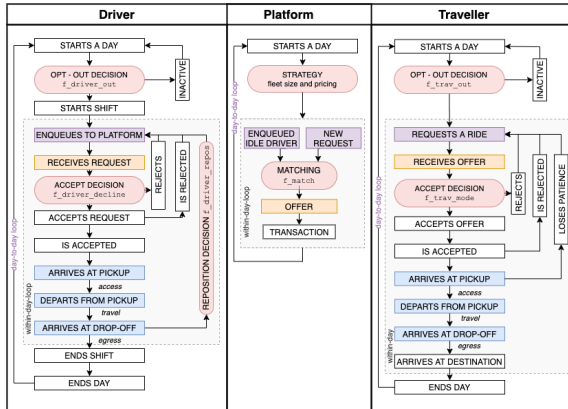 Driver
STARTS A DAY
OPT - OUT DECISION
f_driver_out
INACTIVE
STARTS SHIFT
ENQUEUES TO PLATFORM
RECEIVES REQUEST
ACCEPT DECISION
f_driver_decline
REJECTS
IS REJECTED
REPOSITION DECISION f_driver_repos
ACCEPTS REQUEST
IS ACCEPTED
ARRIVES AT PICKUP
access
DEPARTS FROM PICKUP
travel
ARRIVES AT DROP-OFF
egress
ENDS SHIFT
ENDS DAY
day-to-day loop
within-day-loop
Platform
STARTS A DAY
STRATEGY
fleet size and pricing
ENQUEUED
IDLE DRIVER
NEW
REQUEST
MATCHING
f_match
OFFER
TRANSACTION
day-to-day loop
within-day-loop
Traveller
STARTS A DAY
OPT - OUT DECISION
f_trav_out
INACTIVE
REQUESTS A RIDE
RECEIVES OFFER
ACCEPT DECISION
f_trav_mode
REJECTS
IS REJECTED
LOSES PATIENCE
ACCEPTS OFFER
IS ACCEPTED
ARRIVES AT PICKUP
access
DEPARTS FROM PICKUP
travel
ARRIVES AT DROP-OFF
egress
ARRIVES AT DESTINATION
ENDS DAY
day-to-day loop
within-day